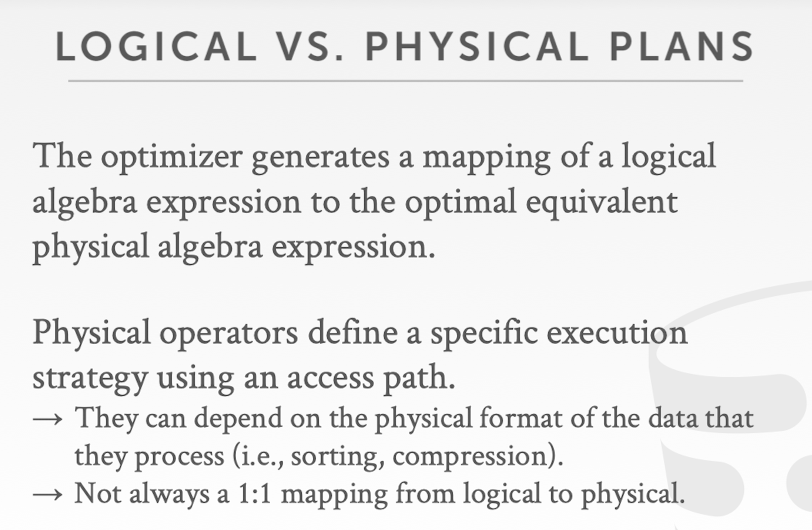 LOGICAL VS. PHYSICAL PLANS
The optimizer generates a mapping of a logical
algebra expression to the optimal equivalent
physical algebra expression.
Physical operators define a specific execution
strategy using an access path.
→ They can depend on the physical format of the data that
they process (i.e., sorting, compression).
→ Not always a 1:1 mapping from logical to physical.